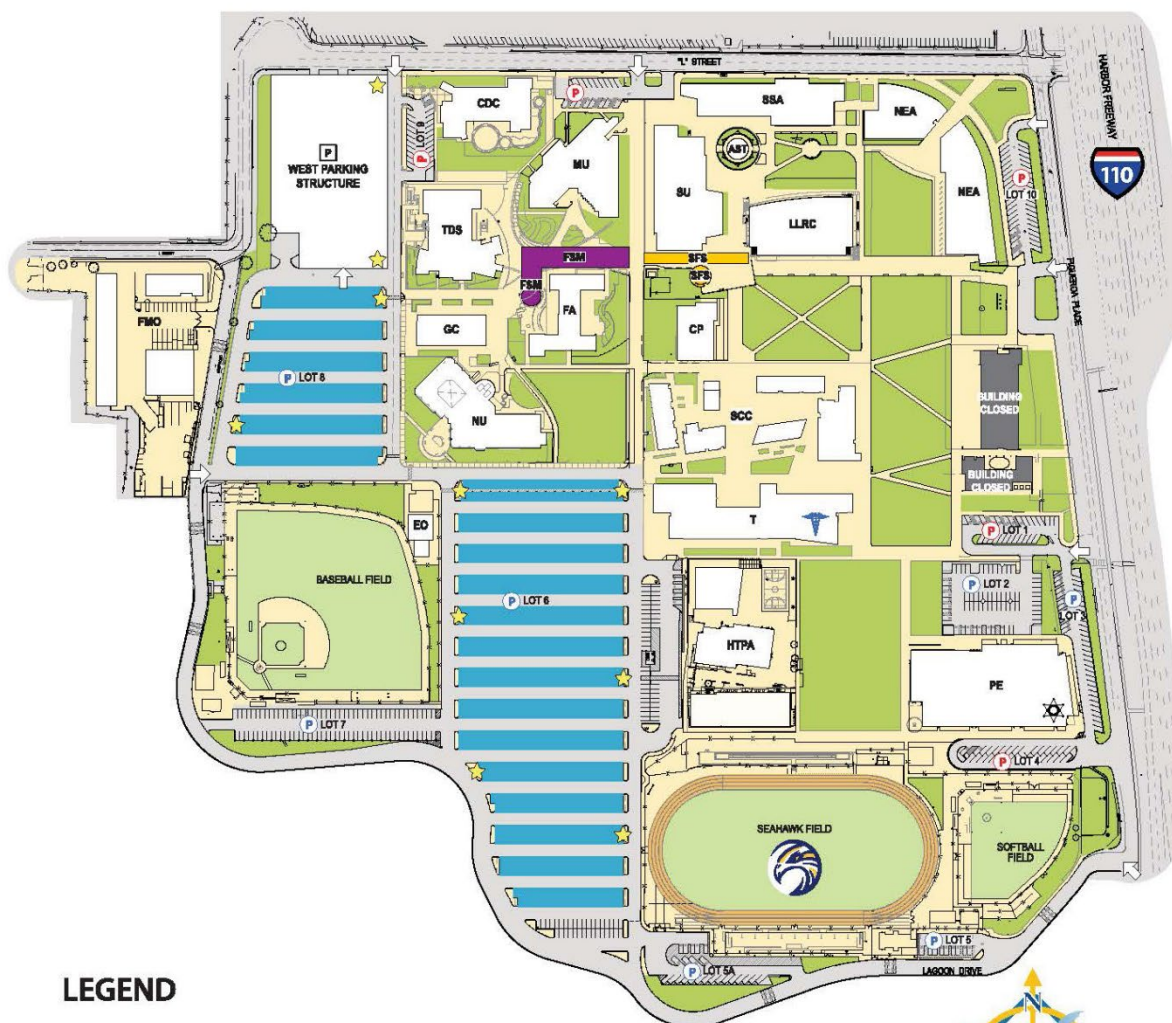 "L" STREET
HARBOR FREEWAY
110
P
CDC
SSA
NEA
P
LOT 9
P
WEST PARKING
STRUCTURE
AST
MU
SU
NEA
P
LOT 10
TDS
LLRC
FSM
SFS
SFS
FSM
FIGUEROA PLACE
FMO
FA
GC
CP
P LOT 8
BUILDING
CLOSED
NU
SCC
BUILDING
CLOSED
EO
T
P LOT 1
BASEBALL FIELD
P LOT 2
P
P LOT 6
HTPA
PE
P LOT 7
P LOT 4
SEAHAWK FIELD
SOFTBALL
FIELD
P LOT 5
P LOT 5A
LAGOON DRIVE
LEGEND
N